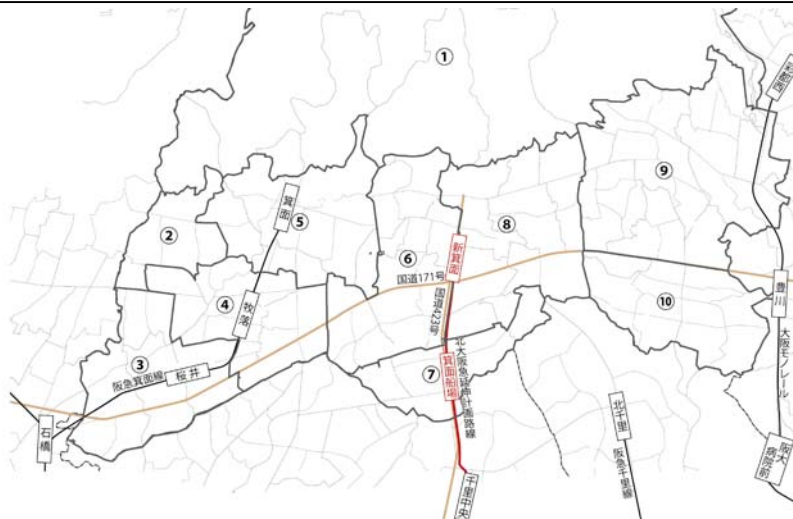 ①
彩都西
⑨
箕面
⑤
②
⑧
新箕面
⑥
国道171号
国道423号
豊川
⑩
④
牧落
③
阪急箕面線
桜井
⑦
箕面船場
北大阪急延伸計画路線
大阪モノレール
北千里
阪急千里線
石橋
阪大
病院前
千里中央